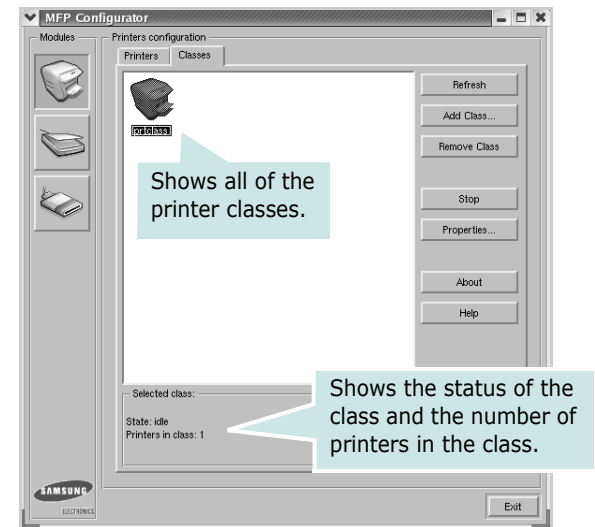 MFP Configurator
Modules
Printers configuration
Printers Classes
Refresh
Add Class...
Remove Class
Stop
Properties...
About
Help
prtclass1
Shows all of the
printer classes.
Selected class:
State: idle
Printers in class: 1
Shows the status of the
class and the number of
printers in the class.
SAMSUNG
ELECTRONICS
Exit